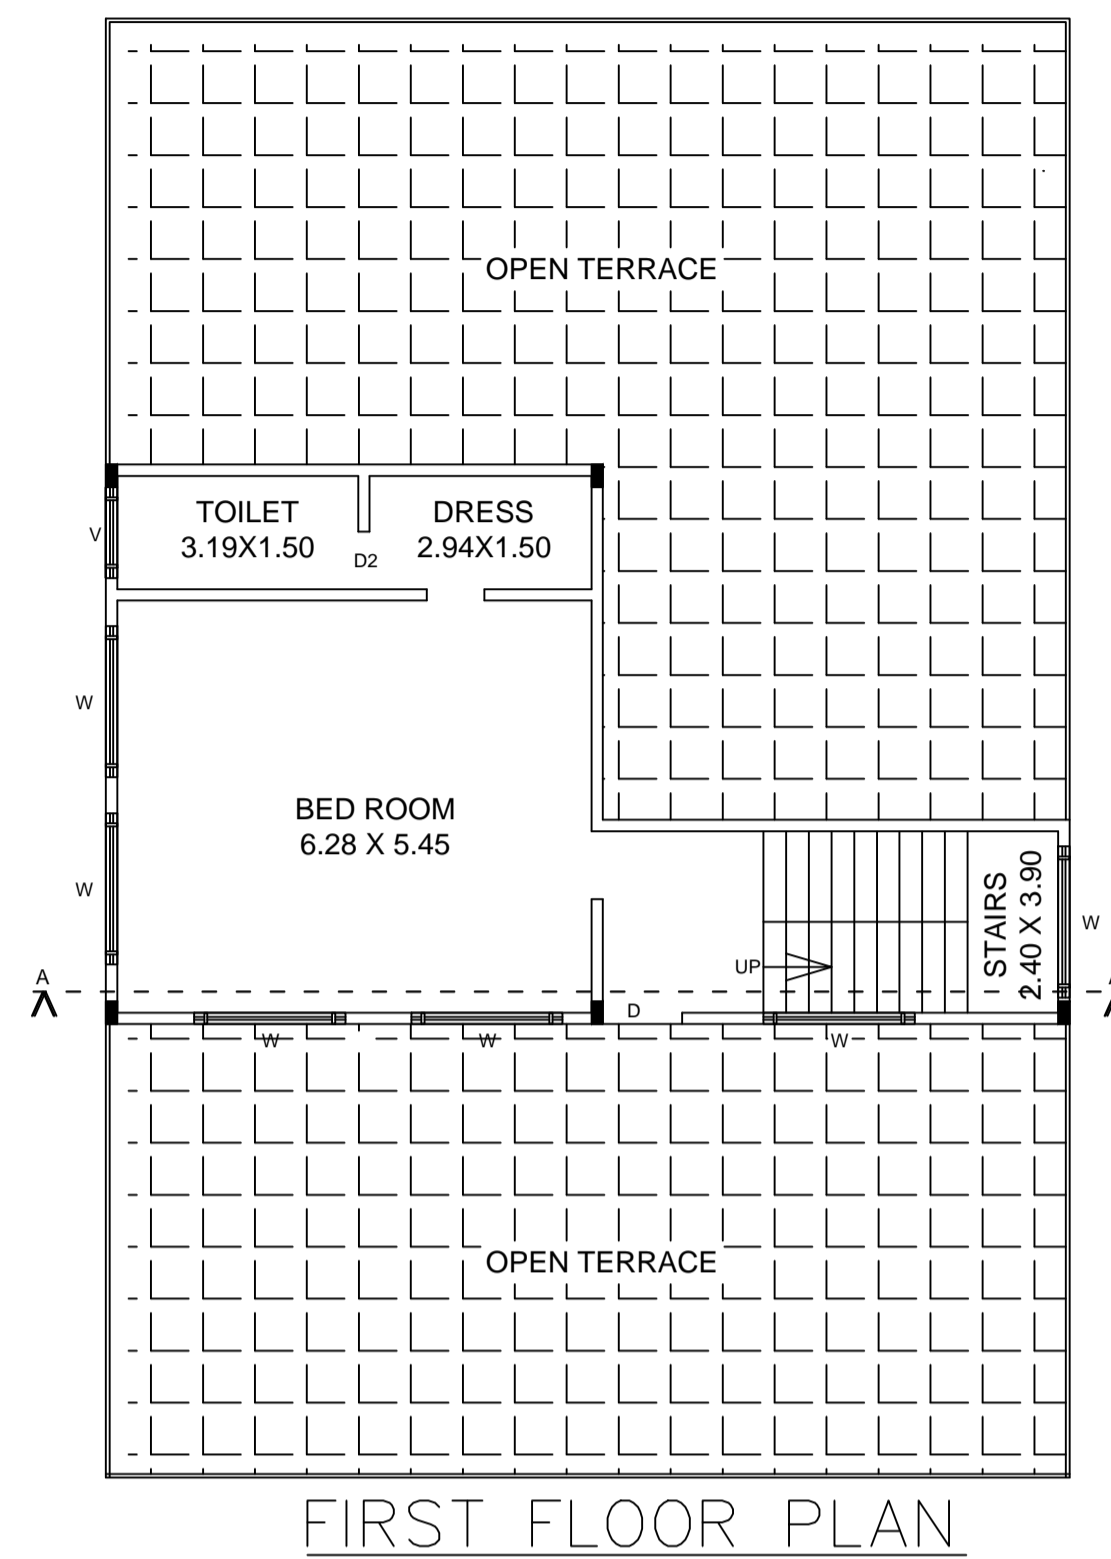 OPEN TERRACE
TOILET
3.19X1.50
DRESS
2.94X1.50
V
D2
W
BED ROOM
6.28 X 5.45
W
STAIRS
2.40 X 3.90
W
UP
A
D
W
W
W
OPEN TERRACE
FIRST FLOOR PLAN